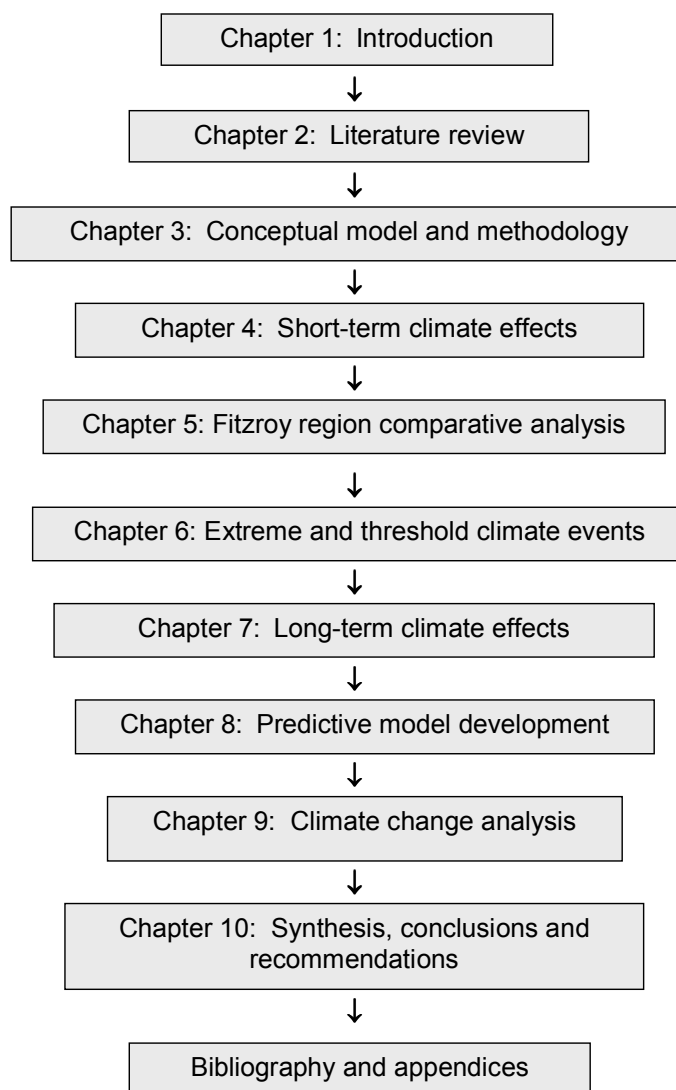 Chapter 1:  Introduction
↓
Chapter 2:  Literature review
↓
Chapter 3:  Conceptual model and methodology
↓
Chapter 4:  Short-term climate effects
↓
Chapter 5: Fitzroy region comparative analysis
↓
Chapter 6: Extreme and threshold climate events
↓
Chapter 7:  Long-term climate effects
↓
Chapter 8:  Predictive model development
↓
Chapter 9:  Climate change analysis
↓
Chapter 10:  Synthesis, conclusions and
recommendations
↓
Bibliography and appendices